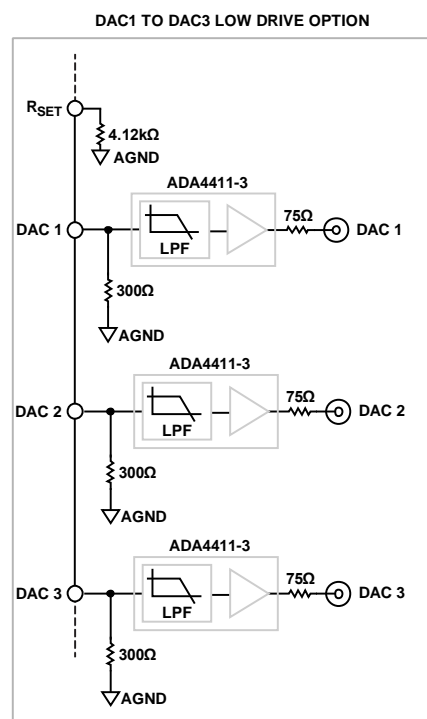 DAC1 TO DAC3 LOW DRIVE OPTION
RSET
4.12kΩ
AGND
ADA4411-3
DAC 1
LPF
75Ω
DAC 1
300Ω
AGND
ADA4411-3
DAC 2
LPF
75Ω
DAC 2
300Ω
AGND
ADA4411-3
DAC 3
LPF
75Ω
DAC 3
300Ω
AGND